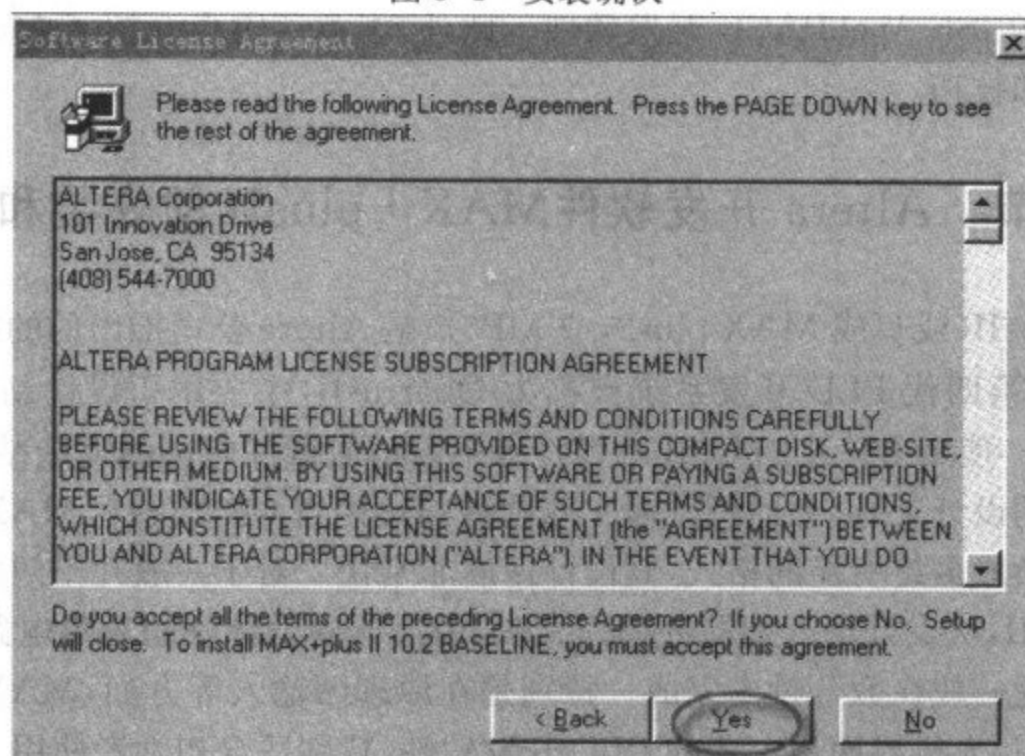 Software License Agreement
Please read the following License Agreement. Press the PAGE DOWN key to see
the rest of the agreement.
ALTERA Corporation
101 Innovation Drive
San Jose, CA 95134
(408) 544-7000
ALTERA PROGRAM LICENSE SUBSCRIPTION AGREEMENT
PLEASE REVIEW THE FOLLOWING TERMS AND CONDITIONS CAREFULLY
BEFORE USING THE SOFTWARE PROVIDED ON THIS COMPACT DISK, WEB-SITE,
OR OTHER MEDIUM. BY USING THIS SOFTWARE OR PAYING A SUBSCRIPTION
FEE, YOU INDICATE YOUR ACCEPTANCE OF SUCH TERMS AND CONDITIONS,
WHICH CONSTITUTE THE LICENSE AGREEMENT (the "AGREEMENT") BETWEEN
YOU AND ALTERA CORPORATION ("ALTERA"). IN THE EVENT THAT YOU DO
Do you accept all the terms of the preceding License Agreement? If you choose No, Setup
will close. To install MAX+plus II 10.2 BASELINE, you must accept this agreement.
< Back
Yes
No